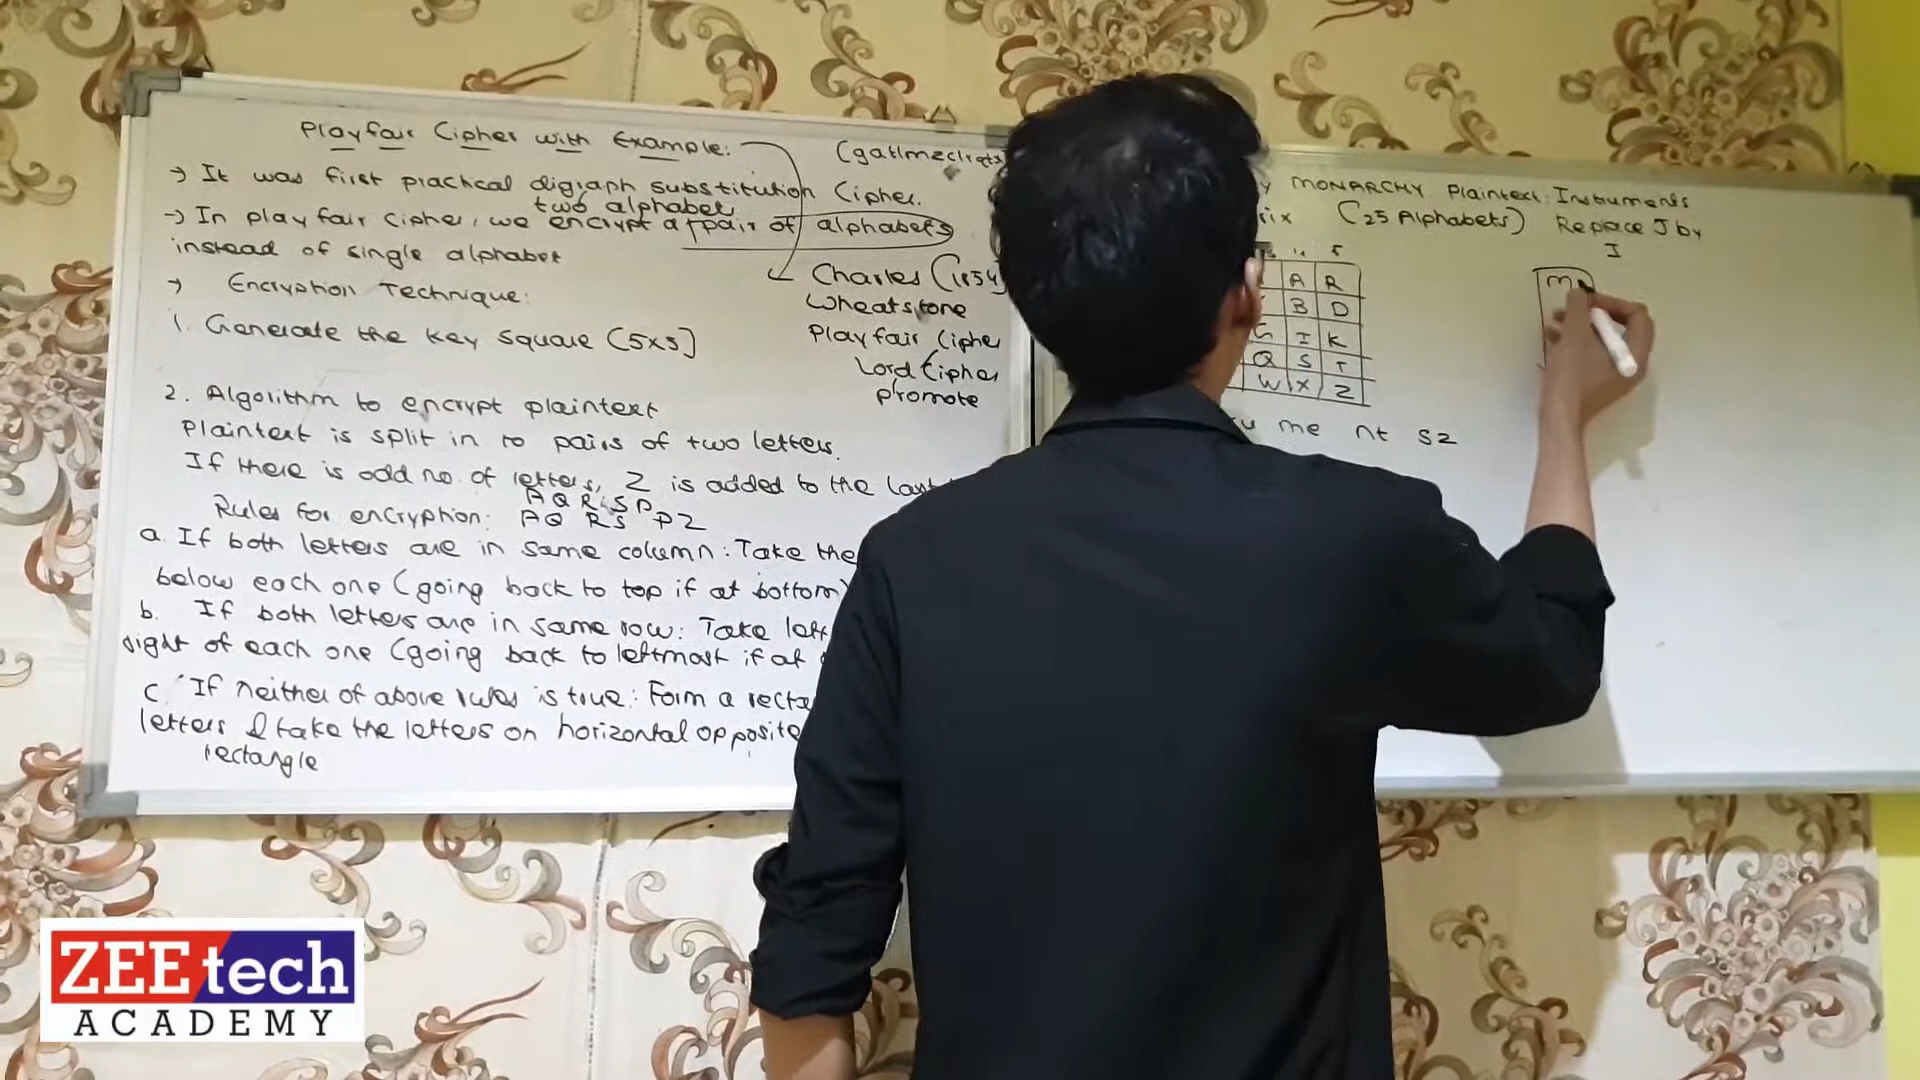 Playfair Cipher with Example:
(gatlmzclrqts
→ It was first practical digraph substitution Cipher.
two alphabet
→ In playfair cipher, we encrypt a pair of alphabets
instead of single alphabet
→ Encryption Technique:
1. Generate the key square (5x5]
Charles (1854)
Wheatstone
Playfair Cipher
Lord Cipher
promote
2. Algorithm to encrypt plaintext
Plaintext is split in to pairs of two letters.
If there is odd no. of letters, Z is added to the last
A Q R S P
Rules for encryption: AQ RS PZ
a. If both letters are in same column: Take the
below each one (going back to top if at bottom)
b. If both letters are in same row: Take lett
right of each one (going back to leftmost if at
c. If neither of above rules is true: Form a recta
letters & take the letters on horizontal opposite
rectangle
Y MONARCHY Plaintext: Instruments
rix (25 Alphabets) Replace J by
I
4 5
A R
B D
G I K
Q S T
W X Z
me nt sz
m
ZEE tech
ACADEMY